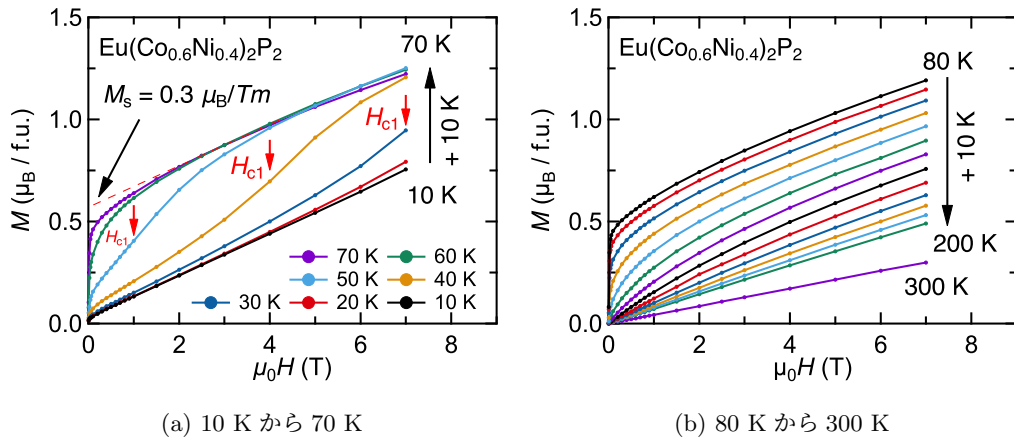 1.5
1.0
0.5
0.0
M (μB / f.u.)
Eu(Co0.6Ni0.4)2P2
Ms = 0.3 μB/Tm
70 K
+ 10 K
10 K
Hc1
Hc1
Hc1
70 K 60 K
50 K 40 K
30 K 20 K 10 K
0 2 4 6 8
μ0H (T)
(a) 10 K から 70 K
1.5
1.0
0.5
0.0
M (μB / f.u.)
Eu(Co0.6Ni0.4)2P2
80 K
+ 10 K
200 K
300 K
0 2 4 6 8
μ0H (T)
(b) 80 K から 300 K